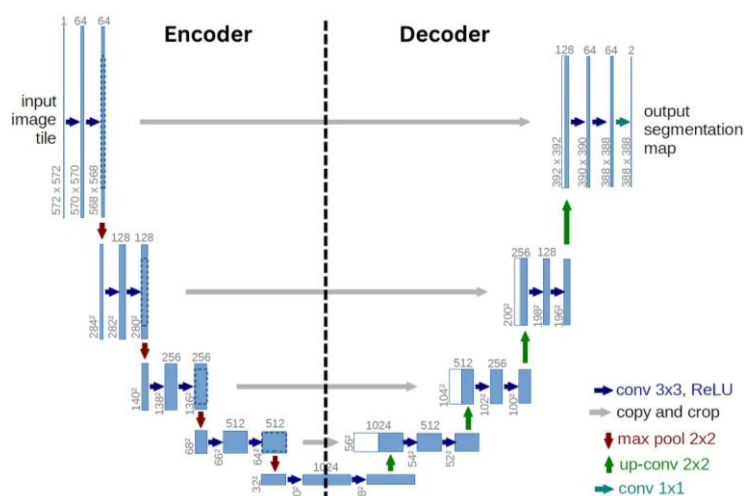 Encoder
Decoder
1 64 64
128 64 64 2
input
image
tile
output
segmentation
map
572 x 572
570 x 570
568 x 568
392 x 392
390 x 390
388 x 388
388 x 388
128 128
256 128
284²
282²
280²
200²
198²
196²
256 256
512 256
140²
138²
136²
104²
102²
100²
512 512
1024 512
68²
66²
64²
56²
54²
52²
1024
32²
0²
8²
conv 3x3, ReLU
copy and crop
max pool 2x2
up-conv 2x2
conv 1x1